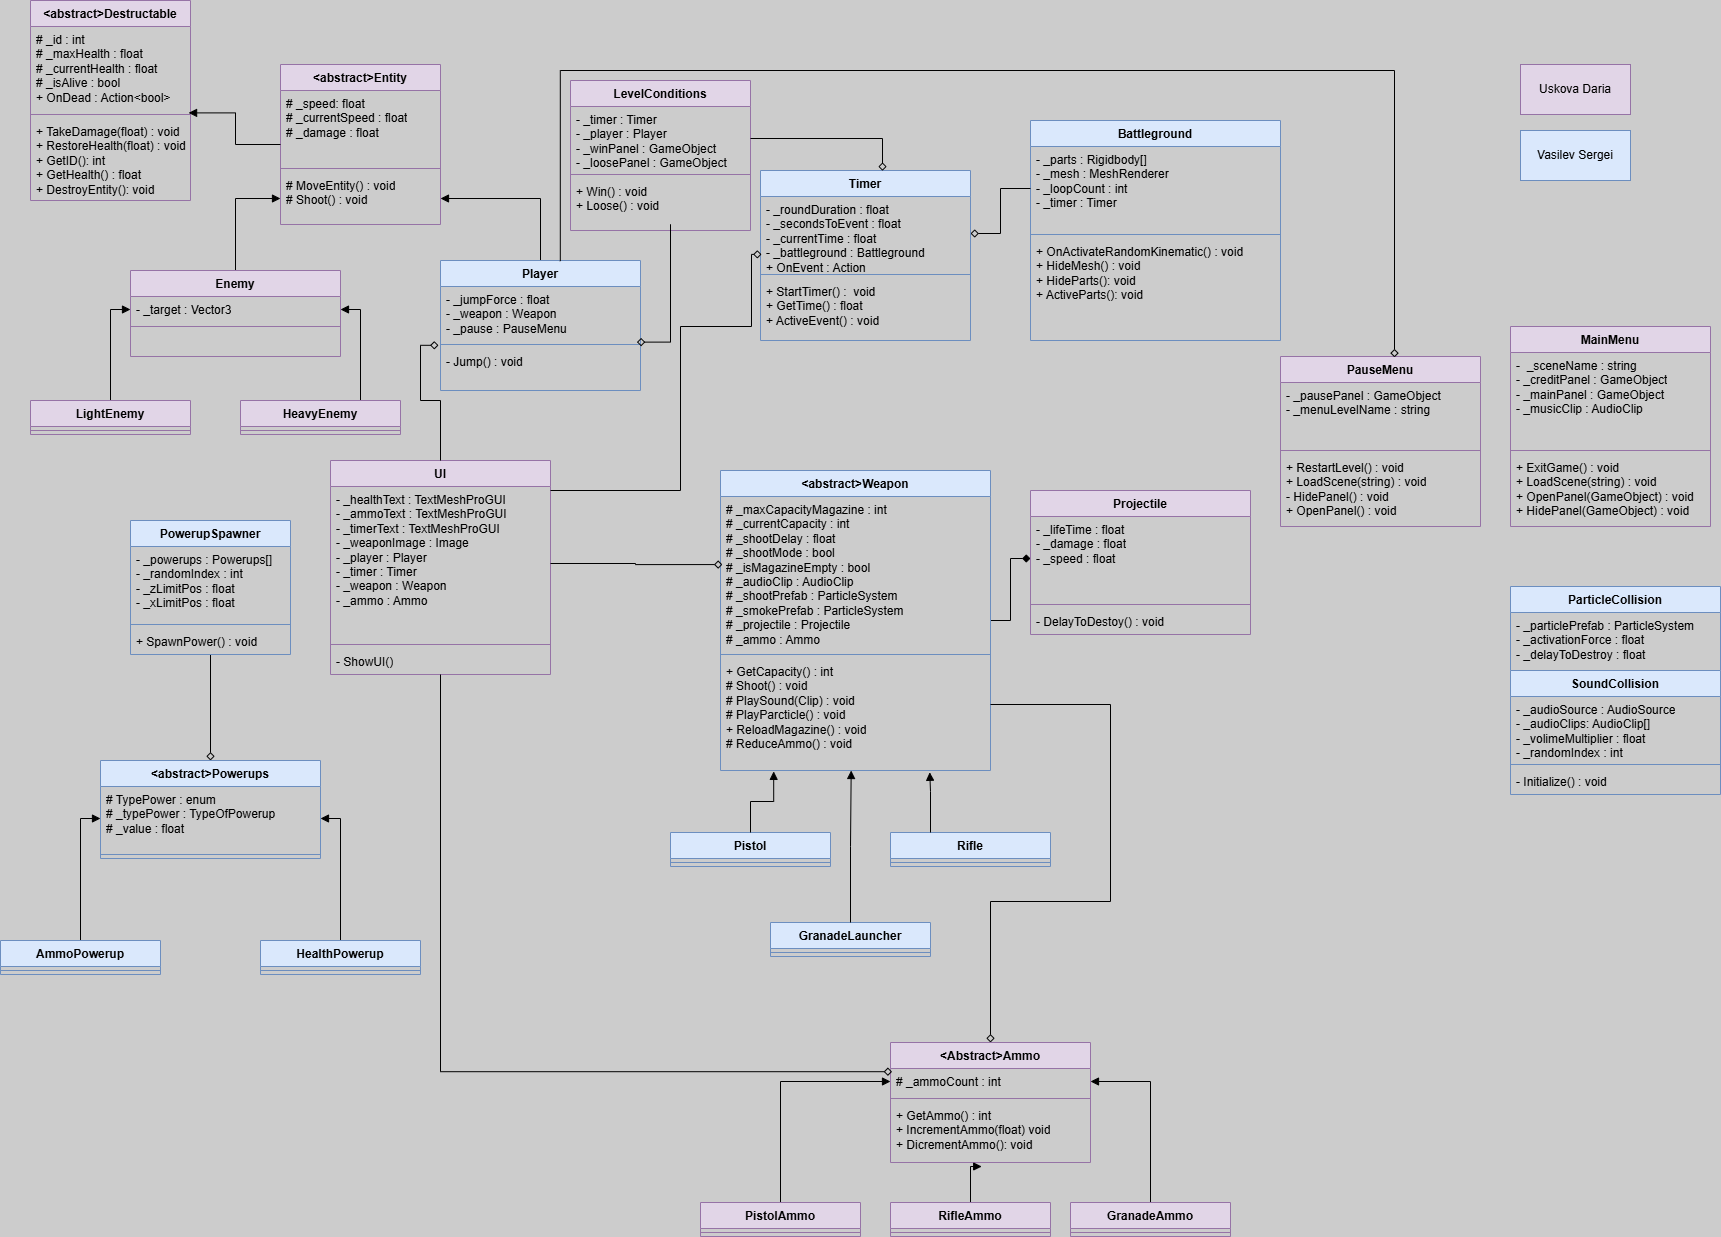 <abstract>Destructable
# _id : int
# _maxHealth : float
# _currentHealth : float
# _isAlive : bool
+ OnDead : Action<bool>
+ TakeDamage(float) : void
+ RestoreHealth(float) : void
+ GetID(): int
+ GetHealth() : float
+ DestroyEntity(): void
<abstract>Entity
# _speed: float
# _currentSpeed : float
# _damage : float
# MoveEntity() : void
# Shoot() : void
LevelConditions
- _timer : Timer
- _player : Player
- _winPanel : GameObject
- _loosePanel : GameObject
+ Win() : void
+ Loose() : void
Timer
- _roundDuration : float
- _secondsToEvent : float
- _currentTime : float
- _battleground : Battleground
+ OnEvent : Action
+ StartTimer() :  void
+ GetTime() : float
+ ActiveEvent() : void
Battleground
- _parts : Rigidbody[]
- _mesh : MeshRenderer
- _loopCount : int
- _timer : Timer
+ OnActivateRandomKinematic() : void
+ HideMesh() : void
+ HideParts(): void
+ ActiveParts(): void
Uskova Daria
Vasilev Sergei
Enemy
- _target : Vector3
Player
- _jumpForce : float
- _weapon : Weapon
- _pause : PauseMenu
- Jump() : void
LightEnemy
HeavyEnemy
PauseMenu
- _pausePanel : GameObject
- _menuLevelName : string
+ RestartLevel() : void
+ LoadScene(string) : void
- HidePanel() : void
+ OpenPanel() : void
MainMenu
-  _sceneName : string
- _creditPanel : GameObject
- _mainPanel : GameObject
- _musicClip : AudioClip
+ ExitGame() : void
+ LoadScene(string) : void
+ OpenPanel(GameObject) : void
+ HidePanel(GameObject) : void
UI
- _healthText : TextMeshProGUI
- _ammoText : TextMeshProGUI
- _timerText : TextMeshProGUI
- _weaponImage : Image
- _player : Player
- _timer : Timer
- _weapon : Weapon
- _ammo : Ammo
- ShowUI()
<abstract>Weapon
# _maxCapacityMagazine : int
# _currentCapacity : int
# _shootDelay : float
# _shootMode : bool
# _isMagazineEmpty : bool
# _audioClip : AudioClip
# _shootPrefab : ParticleSystem
# _smokePrefab : ParticleSystem
# _projectile : Projectile
# _ammo : Ammo
+ GetCapacity() : int
# Shoot() : void
# PlaySound(Clip) : void
# PlayParcticle() : void
+ ReloadMagazine() : void
# ReduceAmmo() : void
Projectile
- _lifeTime : float
- _damage : float
- _speed : float
- DelayToDestoy() : void
PowerupSpawner
- _powerups : Powerups[]
- _randomIndex : int
- _zLimitPos : float
- _xLimitPos : float
+ SpawnPower() : void
ParticleCollision
- _particlePrefab : ParticleSystem
- _activationForce : float
- _delayToDestroy : float
SoundCollision
- _audioSource : AudioSource
- _audioClips: AudioClip[]
- _volimeMultiplier : float
- _randomIndex : int
- Initialize() : void
<abstract>Powerups
# TypePower : enum
# _typePower : TypeOfPowerup
# _value : float
Pistol
Rifle
GranadeLauncher
AmmoPowerup
HealthPowerup
<Abstract>Ammo
# _ammoCount : int
+ GetAmmo() : int
+ IncrementAmmo(float) void
+ DicrementAmmo(): void
PistolAmmo
RifleAmmo
GranadeAmmo